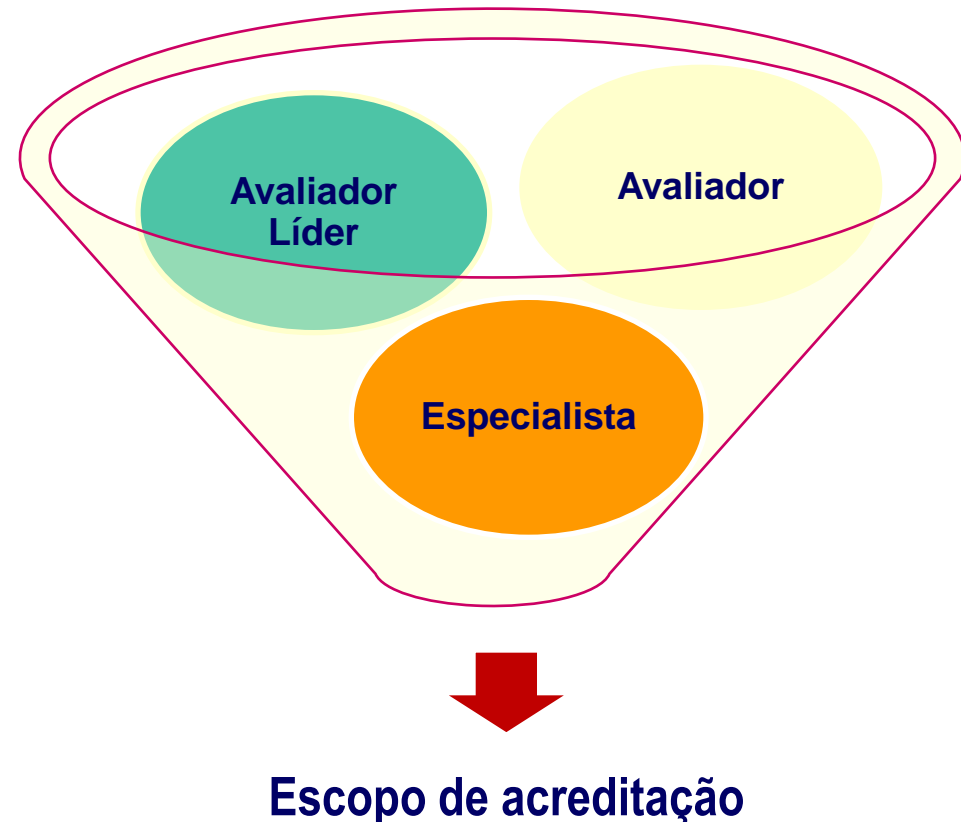 Avaliador
Líder
Avaliador
Especialista
Escopo de acreditação